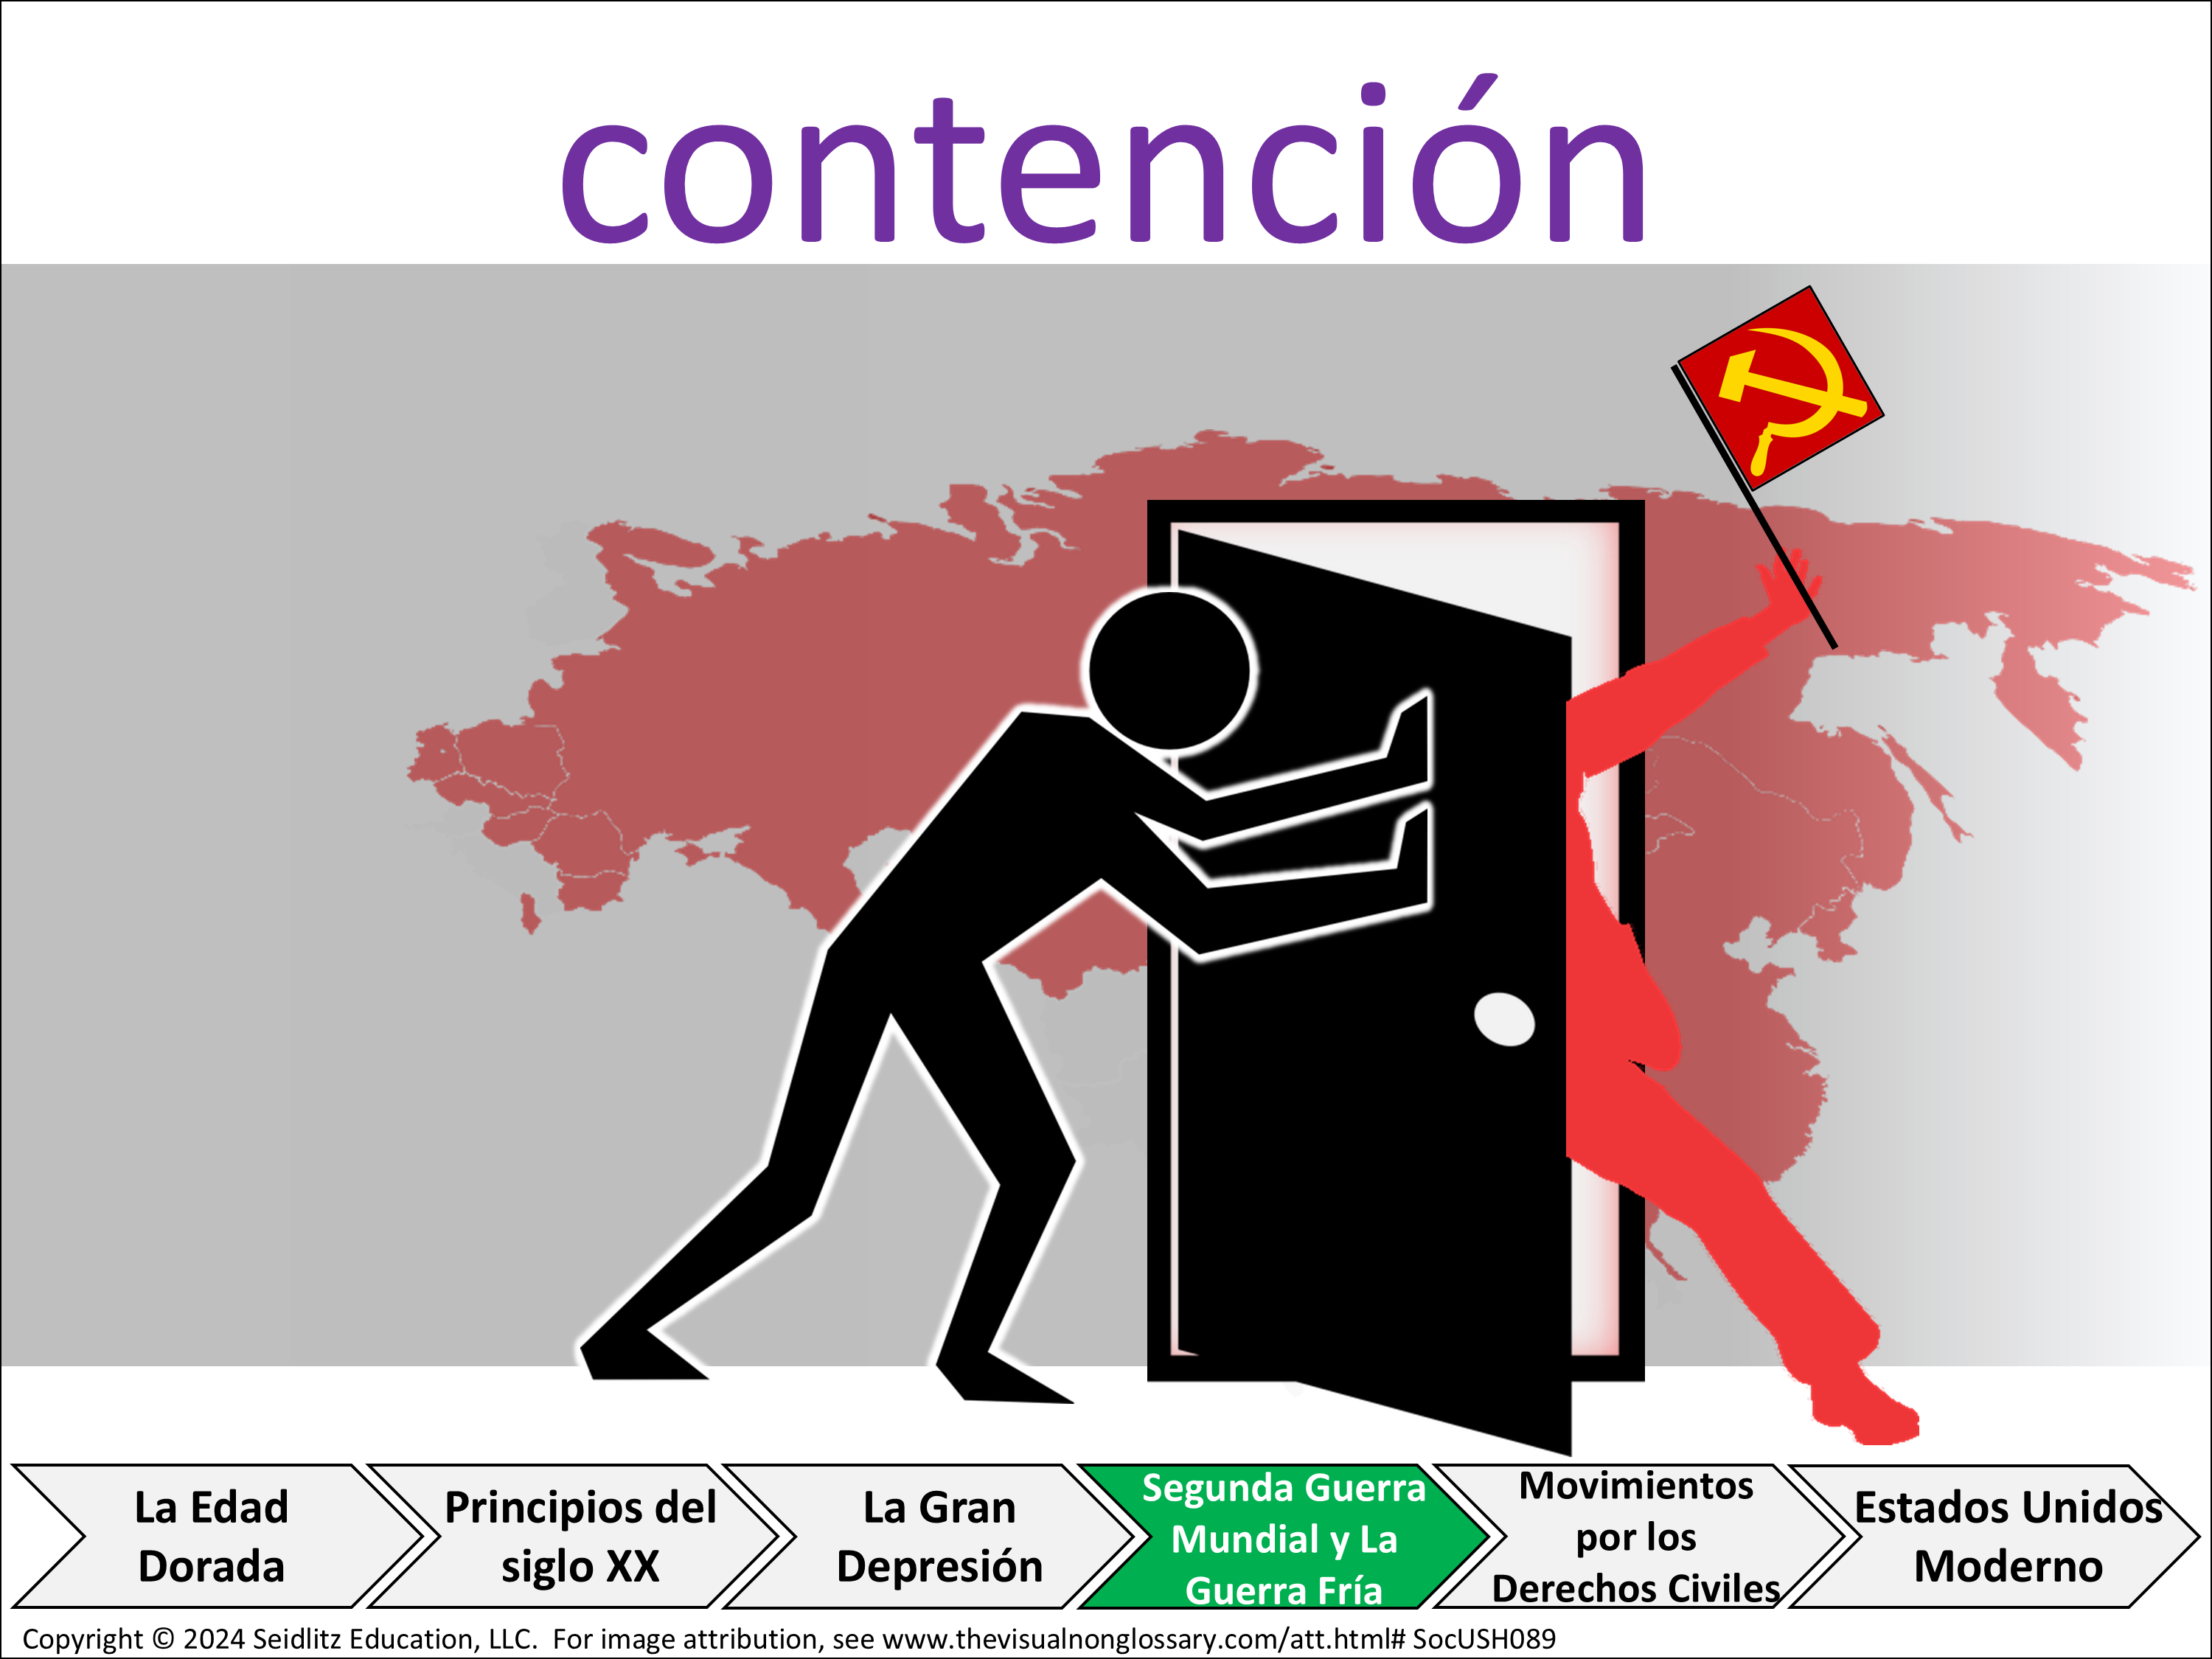 contención
La Edad
Dorada
Principios del
siglo XX
La Gran
Depresión
Segunda Guerra
Mundial y La
Guerra Fría
Movimientos
por los
Derechos Civiles
Estados Unidos
Moderno
Copyright © 2024 Seidlitz Education, LLC.  For image attribution, see www.thevisualnonglossary.com/att.html# SocUSH089